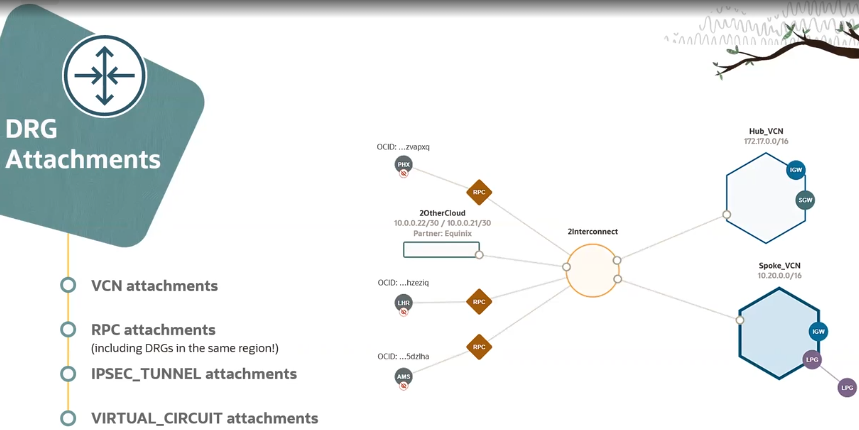 DRG
Attachments
VCN attachments
RPC attachments
(including DRGs in the same region!)
IPSEC_TUNNEL attachments
VIRTUAL_CIRCUIT attachments
OCID: ...zvapxq
PHX
RPC
2OtherCloud
10.0.0.22/30 / 10.0.0.21/30
Partner: Equinix
OCID: ...hzeziq
LHR
RPC
RPC
OCID: ...5dzlha
AMS
2Interconnect
Hub_VCN
172.17.0.0/16
IGW
SGW
Spoke_VCN
10.20.0.0/16
IGW
LPG
LPG